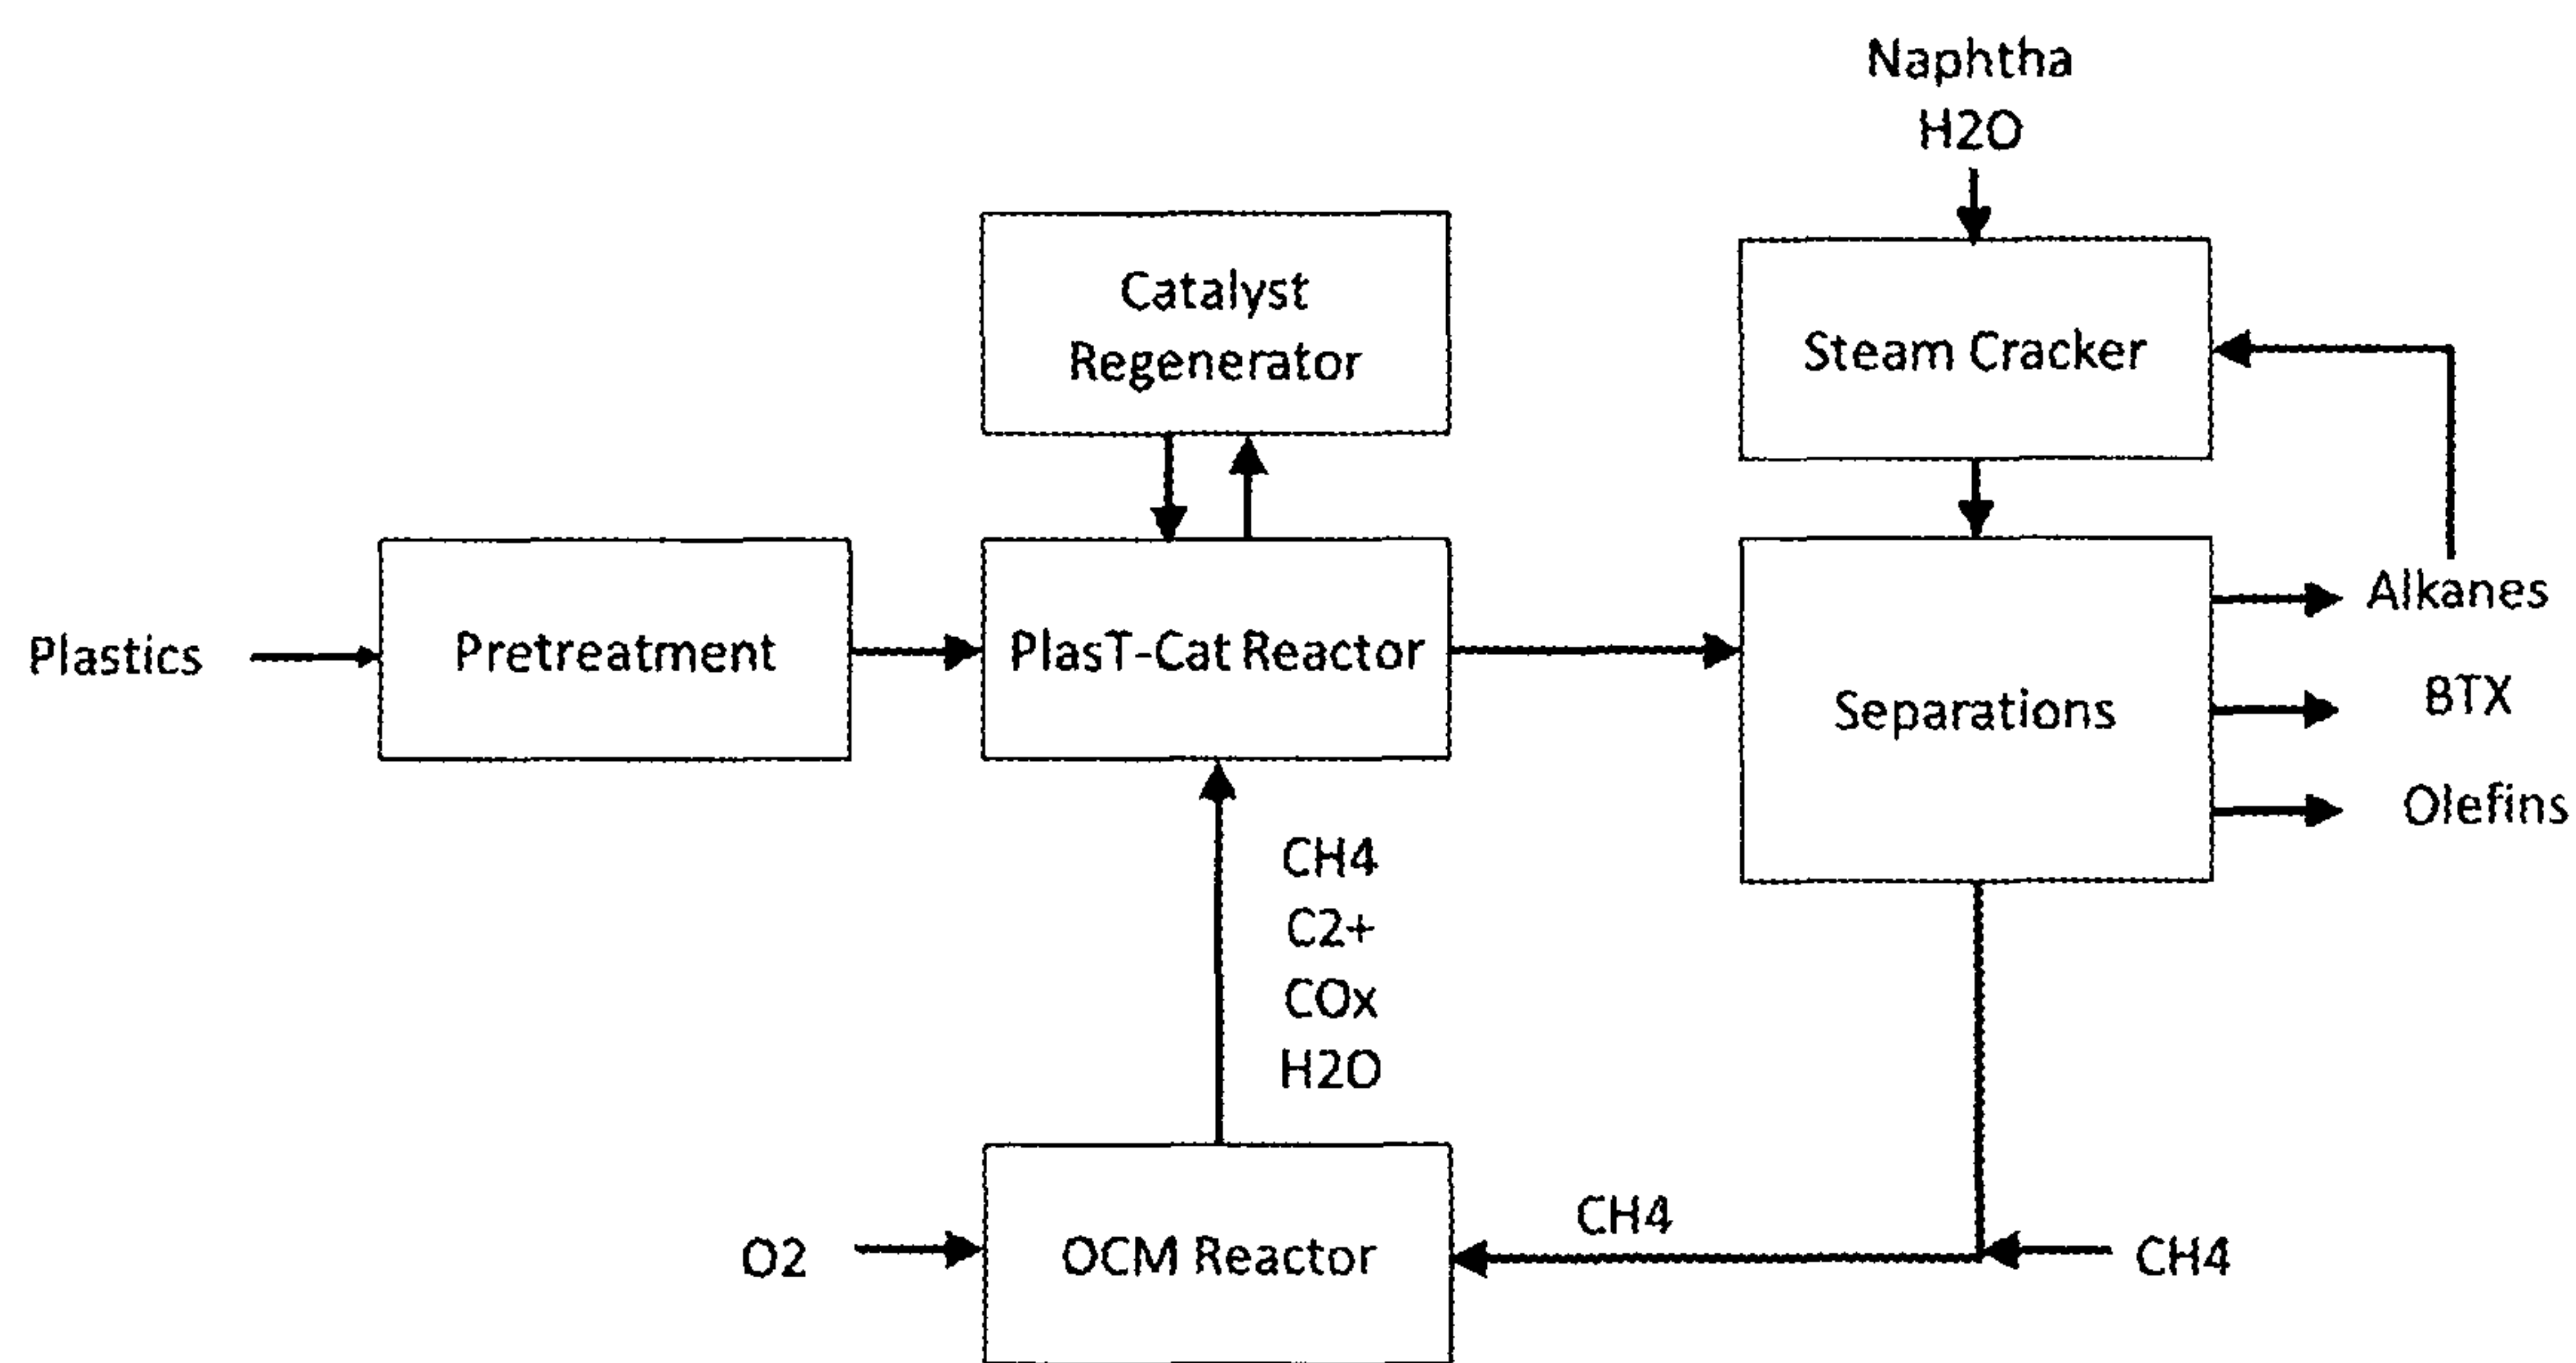 Naphtha
H2O
Catalyst
Regenerator
Steam Cracker
Plastics
Pretreatment
PlasT-Cat Reactor
Separations
Alkanes
BTX
Olefins
CH4
C2+
COx
H2O
O2
OCM Reactor
CH4
CH4